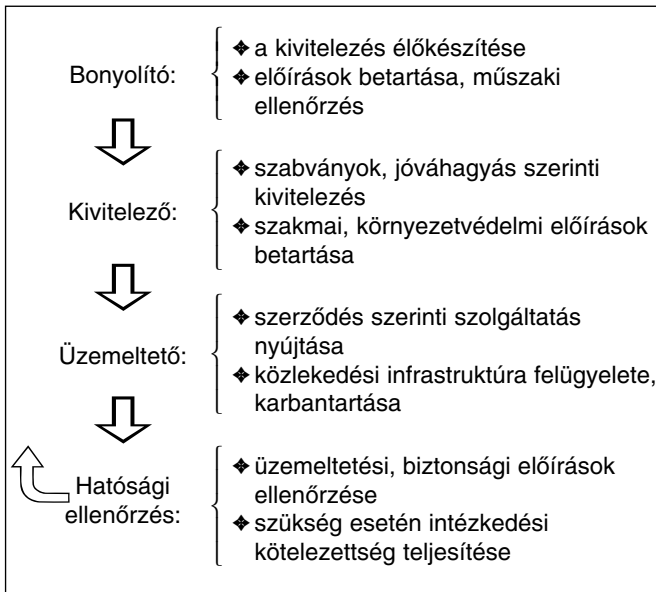 Bonyolító:
❖ a kivitelezés élőkészítése
❖ előírások betartása, műszaki
ellenőrzés
Kivitelező:
❖ szabványok, jóváhagyás szerinti
kivitelezés
❖ szakmai, környezetvédelmi előírások
betartása
Üzemeltető:
❖ szerződés szerinti szolgáltatás
nyújtása
❖ közlekedési infrastruktúra felügyelete,
karbantartása
Hatósági
ellenőrzés:
❖ üzemeltetési, biztonsági előírások
ellenőrzése
❖ szükség esetén intézkedési
kötelezettség teljesítése